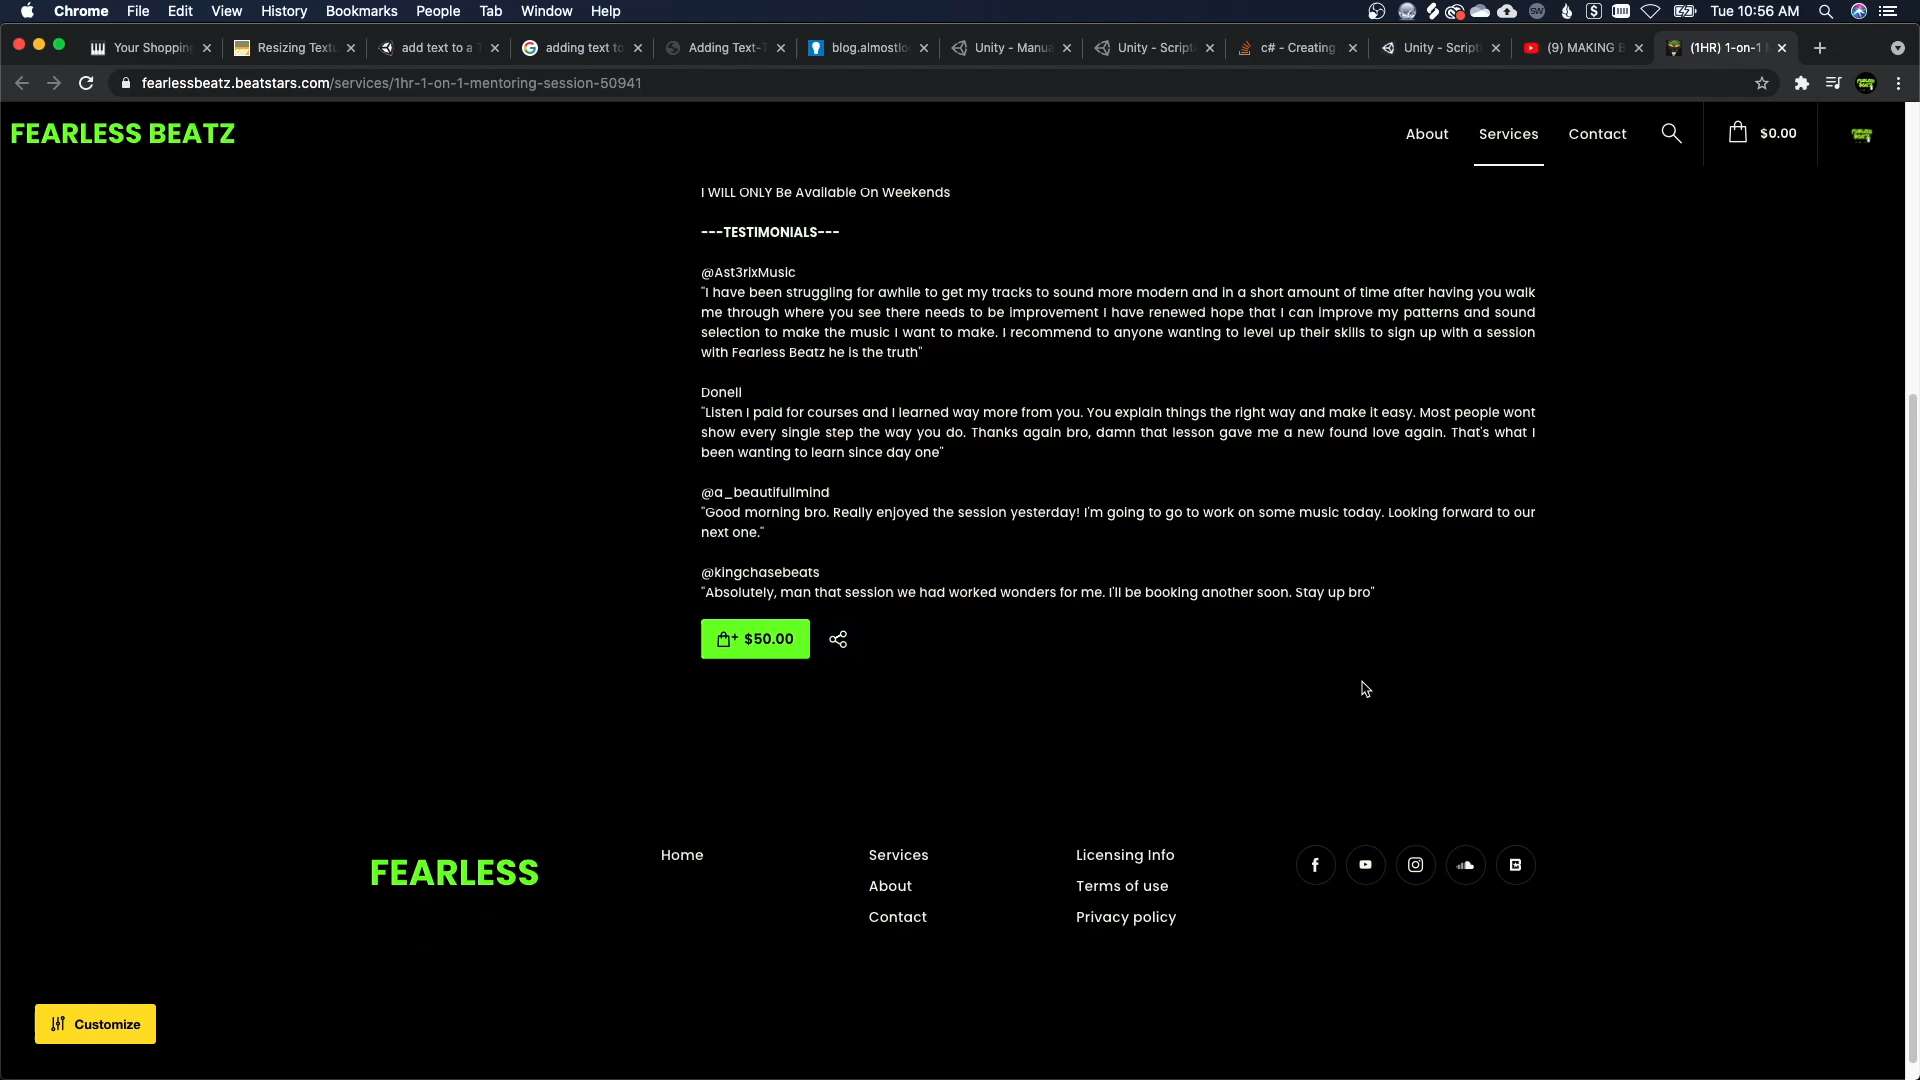 Chrome File Edit View History Bookmarks People Tab Window Help
Tue 10:56 AM
Your Shopping
Resizing Textu
add text to a T
adding text to
Adding Text-T
blog.almostlo
Unity - Manua
Unity - Scripti
c# - Creating
Unity - Scripti
(9) MAKING B
(1HR) 1-on-1
fearlessbeatz.beatstars.com/services/1hr-1-on-1-mentoring-session-50941
FEARLESS BEATZ
About Services Contact $0.00
I WILL ONLY Be Available On Weekends
---TESTIMONIALS---
@Ast3rixMusic
"I have been struggling for awhile to get my tracks to sound more modern and in a short amount of time after having you walk
me through where you see there needs to be improvement I have renewed hope that I can improve my patterns and sound
selection to make the music I want to make. I recommend to anyone wanting to level up their skills to sign up with a session
with Fearless Beatz he is the truth"
Donell
"Listen I paid for courses and I learned way more from you. You explain things the right way and make it easy. Most people wont
show every single step the way you do. Thanks again bro, damn that lesson gave me a new found love again. That's what I
been wanting to learn since day one"
@a_beautifullmind
"Good morning bro. Really enjoyed the session yesterday! I'm going to go to work on some music today. Looking forward to our
next one."
@kingchasebeats
"Absolutely, man that session we had worked wonders for me. I'll be booking another soon. Stay up bro"
$50.00
FEARLESS
Home
Services
About
Contact
Licensing Info
Terms of use
Privacy policy
Customize